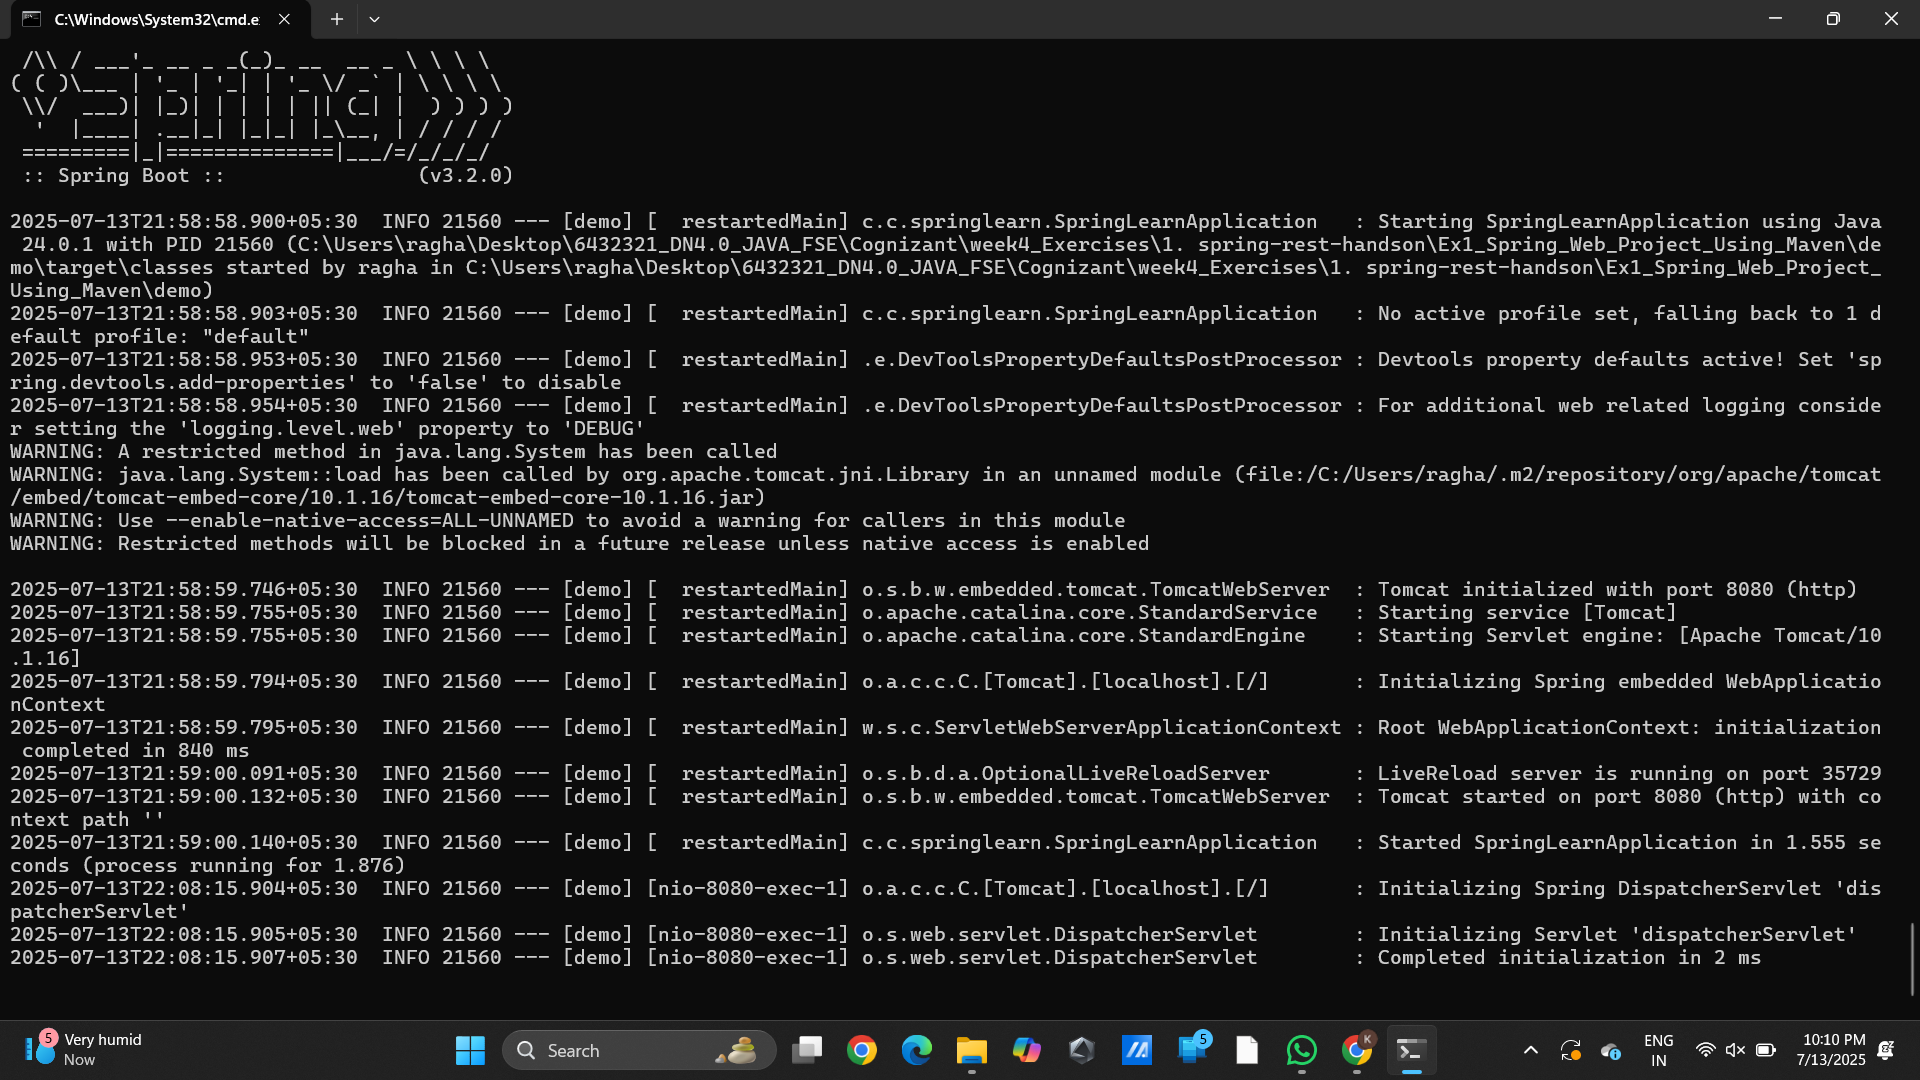 C:\Windows\System32\cmd.e
 /\\ / ___'_ __ _ _(_)_ __  __ _ \ \ \ \
( ( )\___ | '_ | '_| | '_ \/ _` | \ \ \ \
 \\/  ___)| |_)| | | | | || (_| |  ) ) ) )
  '  |____| .__|_| |_|_| |_\__, | / / / /
 =========|_|==============|___/=/_/_/_/
 :: Spring Boot ::                (v3.2.0)
2025-07-13T21:58:58.900+05:30  INFO 21560 --- [demo] [  restartedMain] c.c.springlearn.SpringLearnApplication   : Starting SpringLearnApplication using Java
 24.0.1 with PID 21560 (C:\Users\ragha\Desktop\6432321_DN4.0_JAVA_FSE\Cognizant\week4_Exercises\1. spring-rest-handson\Ex1_Spring_Web_Project_Using_Maven\de
mo\target\classes started by ragha in C:\Users\ragha\Desktop\6432321_DN4.0_JAVA_FSE\Cognizant\week4_Exercises\1. spring-rest-handson\Ex1_Spring_Web_Project_
Using_Maven\demo)
2025-07-13T21:58:58.903+05:30  INFO 21560 --- [demo] [  restartedMain] c.c.springlearn.SpringLearnApplication   : No active profile set, falling back to 1 d
efault profile: "default"
2025-07-13T21:58:58.953+05:30  INFO 21560 --- [demo] [  restartedMain] .e.DevToolsPropertyDefaultsPostProcessor : Devtools property defaults active! Set 'sp
ring.devtools.add-properties' to 'false' to disable
2025-07-13T21:58:58.954+05:30  INFO 21560 --- [demo] [  restartedMain] .e.DevToolsPropertyDefaultsPostProcessor : For additional web related logging conside
r setting the 'logging.level.web' property to 'DEBUG'
WARNING: A restricted method in java.lang.System has been called
WARNING: java.lang.System::load has been called by org.apache.tomcat.jni.Library in an unnamed module (file:/C:/Users/ragha/.m2/repository/org/apache/tomcat
/embed/tomcat-embed-core/10.1.16/tomcat-embed-core-10.1.16.jar)
WARNING: Use --enable-native-access=ALL-UNNAMED to avoid a warning for callers in this module
WARNING: Restricted methods will be blocked in a future release unless native access is enabled
2025-07-13T21:58:59.746+05:30  INFO 21560 --- [demo] [  restartedMain] o.s.b.w.embedded.tomcat.TomcatWebServer  : Tomcat initialized with port 8080 (http)
2025-07-13T21:58:59.755+05:30  INFO 21560 --- [demo] [  restartedMain] o.apache.catalina.core.StandardService   : Starting service [Tomcat]
2025-07-13T21:58:59.755+05:30  INFO 21560 --- [demo] [  restartedMain] o.apache.catalina.core.StandardEngine    : Starting Servlet engine: [Apache Tomcat/10
.1.16]
2025-07-13T21:58:59.794+05:30  INFO 21560 --- [demo] [  restartedMain] o.a.c.c.C.[Tomcat].[localhost].[/]       : Initializing Spring embedded WebApplicatio
nContext
2025-07-13T21:58:59.795+05:30  INFO 21560 --- [demo] [  restartedMain] w.s.c.ServletWebServerApplicationContext : Root WebApplicationContext: initialization
 completed in 840 ms
2025-07-13T21:59:00.091+05:30  INFO 21560 --- [demo] [  restartedMain] o.s.b.d.a.OptionalLiveReloadServer       : LiveReload server is running on port 35729
2025-07-13T21:59:00.132+05:30  INFO 21560 --- [demo] [  restartedMain] o.s.b.w.embedded.tomcat.TomcatWebServer  : Tomcat started on port 8080 (http) with co
ntext path ''
2025-07-13T21:59:00.140+05:30  INFO 21560 --- [demo] [  restartedMain] c.c.springlearn.SpringLearnApplication   : Started SpringLearnApplication in 1.555 se
conds (process running for 1.876)
2025-07-13T22:08:15.904+05:30  INFO 21560 --- [demo] [nio-8080-exec-1] o.a.c.c.C.[Tomcat].[localhost].[/]       : Initializing Spring DispatcherServlet 'dis
patcherServlet'
2025-07-13T22:08:15.905+05:30  INFO 21560 --- [demo] [nio-8080-exec-1] o.s.web.servlet.DispatcherServlet        : Initializing Servlet 'dispatcherServlet'
2025-07-13T22:08:15.907+05:30  INFO 21560 --- [demo] [nio-8080-exec-1] o.s.web.servlet.DispatcherServlet        : Completed initialization in 2 ms
5
Very humid
Now
Search
5
K
ENG
IN
10:10 PM
7/13/2025